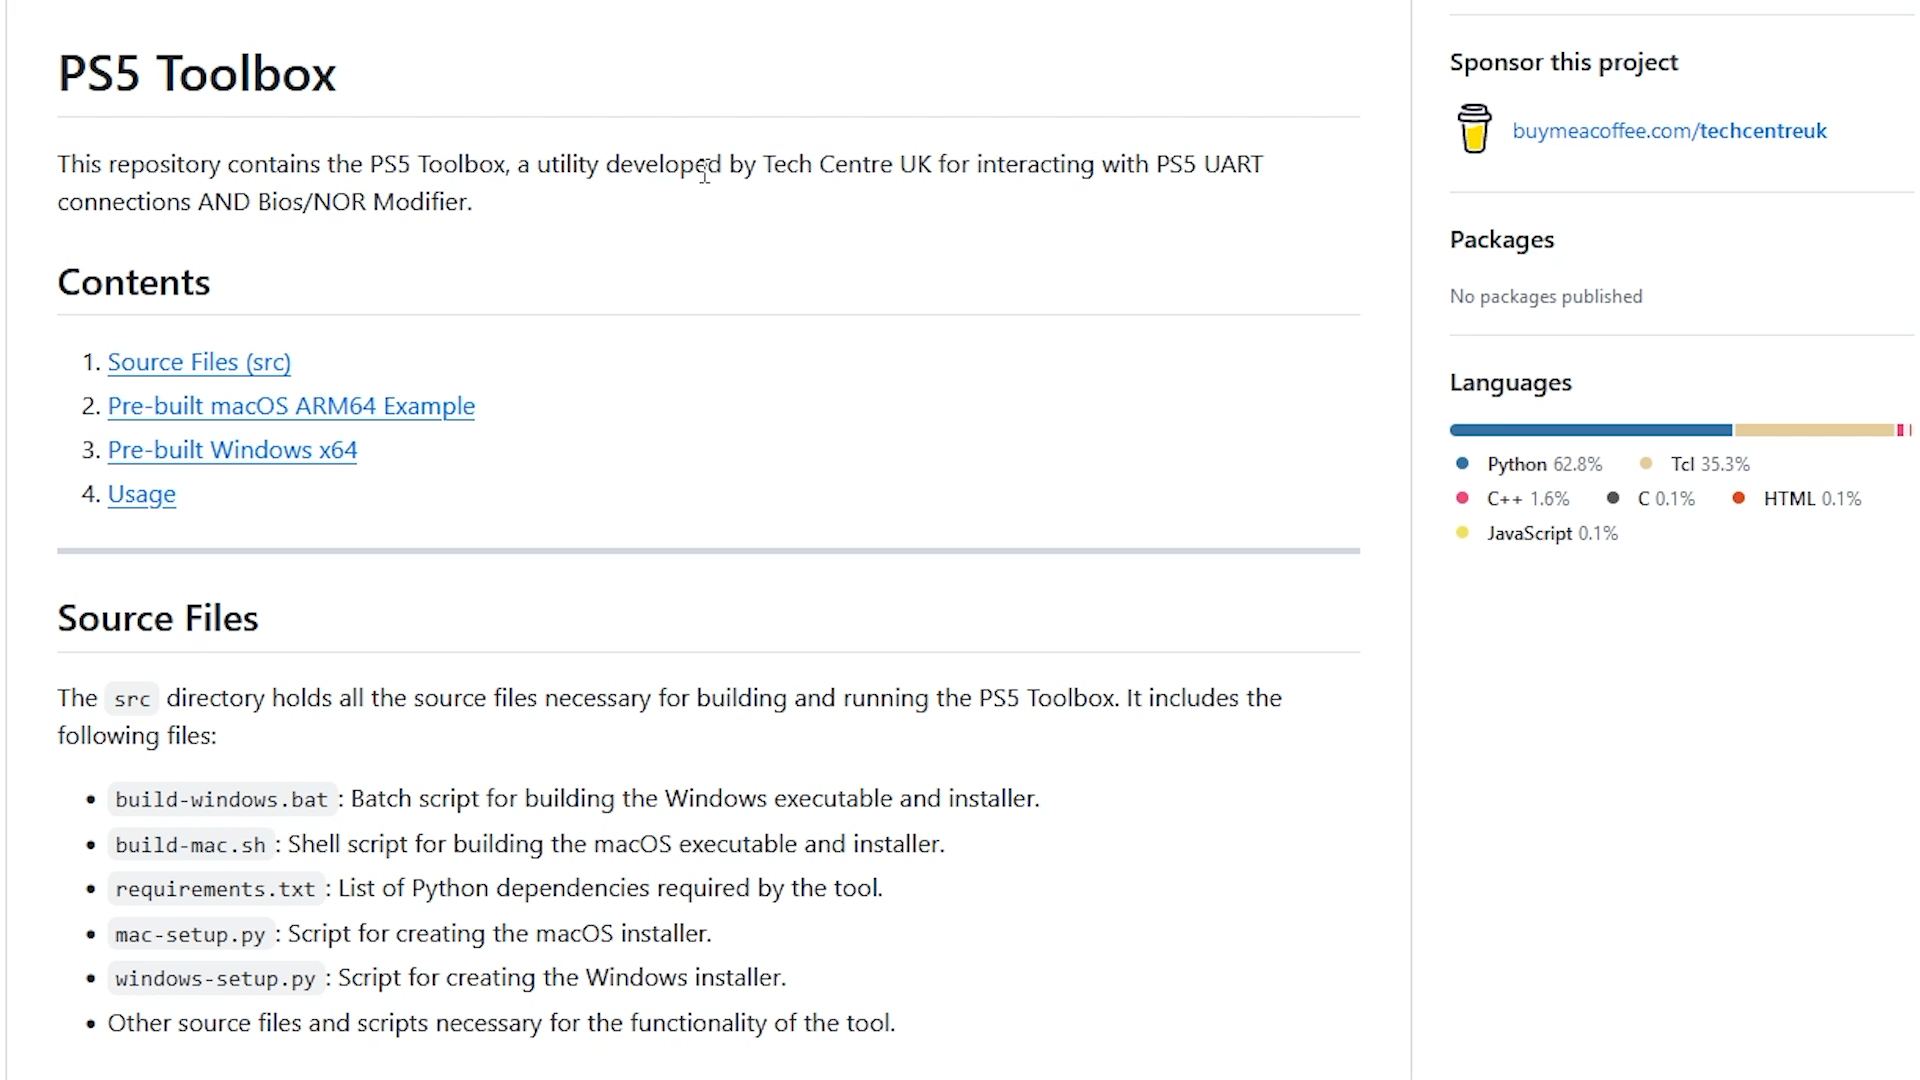 PS5 Toolbox
This repository contains the PS5 Toolbox, a utility developed by Tech Centre UK for interacting with PS5 UART
connections AND Bios/NOR Modifier.
Contents
1. Source Files (src)
2. Pre-built macOS ARM64 Example
3. Pre-built Windows x64
4. Usage
Source Files
The src directory holds all the source files necessary for building and running the PS5 Toolbox. It includes the
following files:
• build-windows.bat : Batch script for building the Windows executable and installer.
• build-mac.sh : Shell script for building the macOS executable and installer.
• requirements.txt : List of Python dependencies required by the tool.
• mac-setup.py : Script for creating the macOS installer.
• windows-setup.py : Script for creating the Windows installer.
• Other source files and scripts necessary for the functionality of the tool.
Sponsor this project
buymeacoffee.com/techcentreuk
Packages
No packages published
Languages
Python 62.8% Tcl 35.3%
C++ 1.6% C 0.1% HTML 0.1%
JavaScript 0.1%